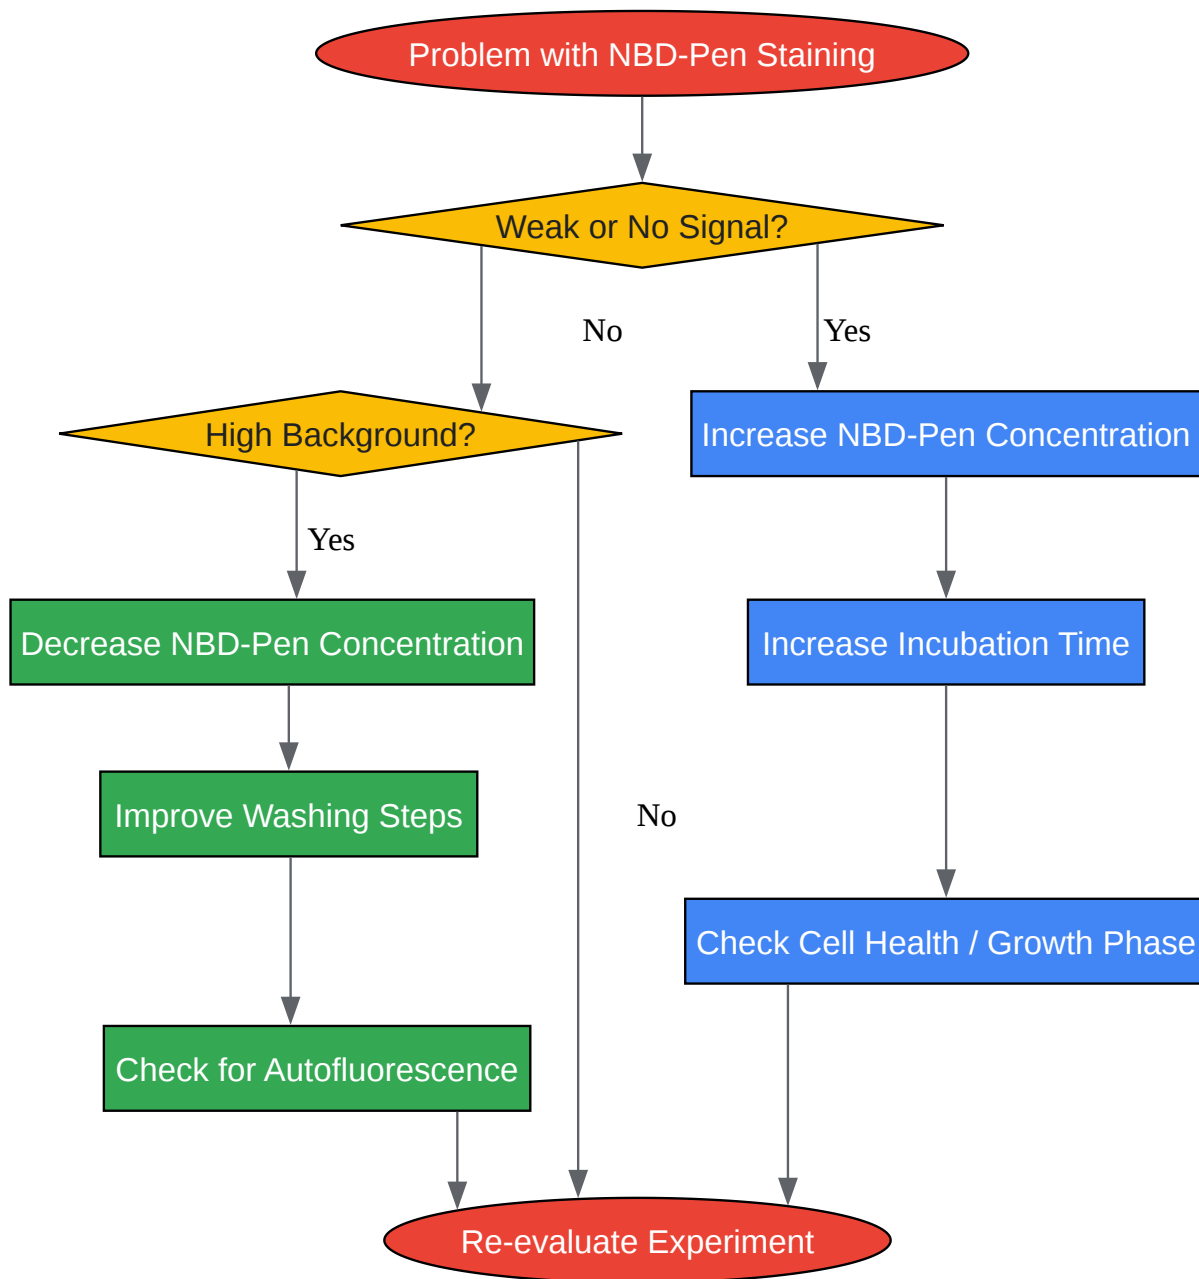 Problem with NBD-Pen Staining
Weak or No Signal?
No
Yes
High Background?
Increase NBD-Pen Concentration
Yes
Decrease NBD-Pen Concentration
Increase Incubation Time
Improve Washing Steps
No
Check Cell Health / Growth Phase
Check for Autofluorescence
Re-evaluate Experiment